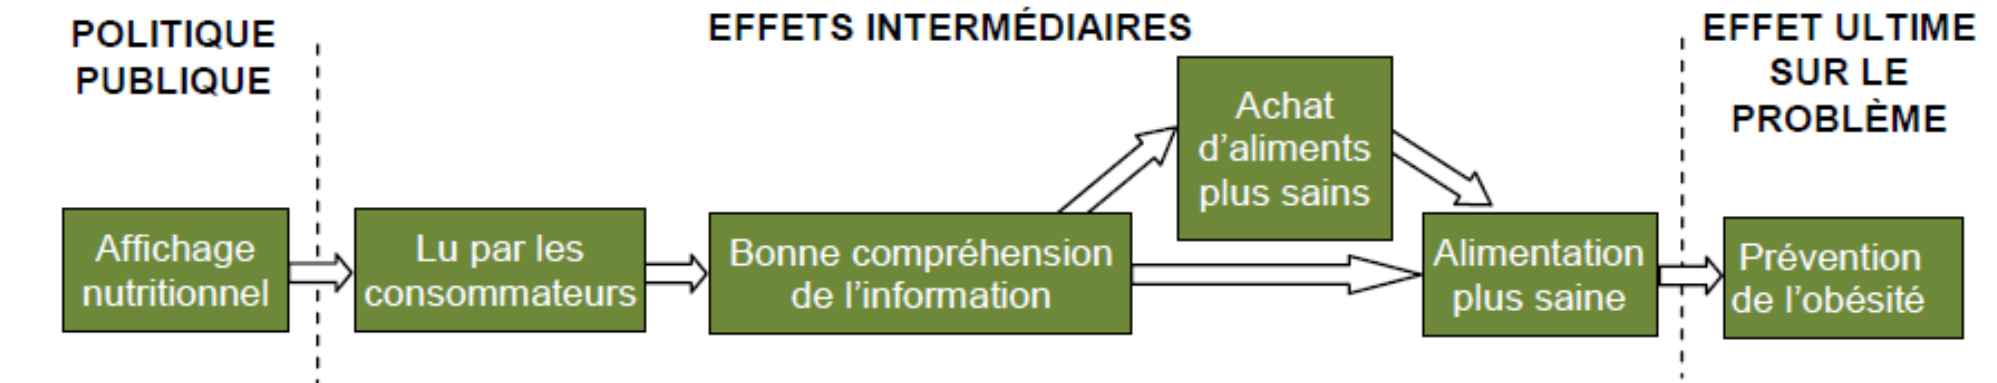 POLITIQUE
PUBLIQUE
EFFETS INTERMÉDIAIRES
EFFET ULTIME
SUR LE
PROBLÈME
Affichage
nutritionnel
Lu par les
consommateurs
Bonne compréhension
de l'information
Achat
d'aliments
plus sains
Alimentation
plus saine
Prévention
de l'obésité